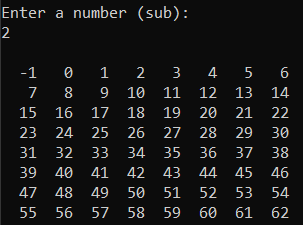 Enter a number (sub):
2
-1 0 1 2 3 4 5 6
7 8 9 10 11 12 13 14
15 16 17 18 19 20 21 22
23 24 25 26 27 28 29 30
31 32 33 34 35 36 37 38
39 40 41 42 43 44 45 46
47 48 49 50 51 52 53 54
55 56 57 58 59 60 61 62